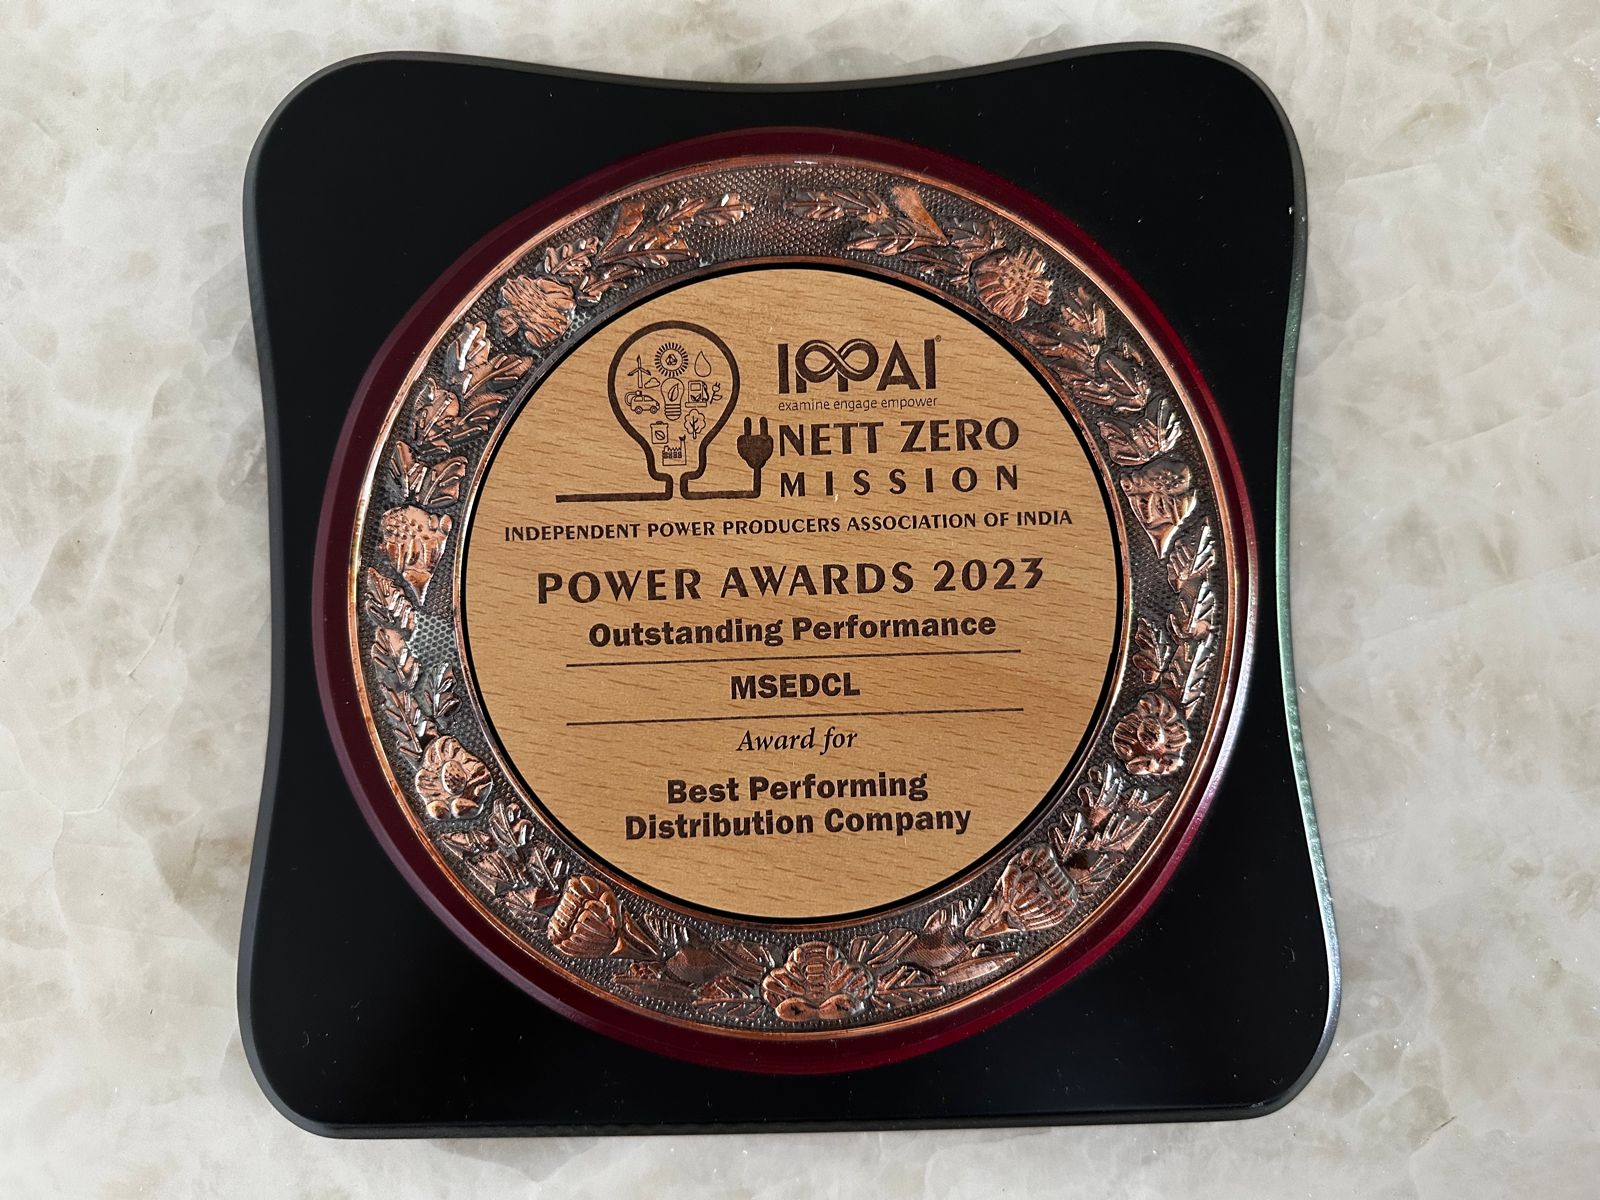 IPPAI®
examine engage empower
NETT ZERO
MISSION
INDEPENDENT POWER PRODUCERS ASSOCIATION OF INDIA
POWER AWARDS 2023
Outstanding Performance
MSEDCL
Award for
Best Performing
Distribution Company